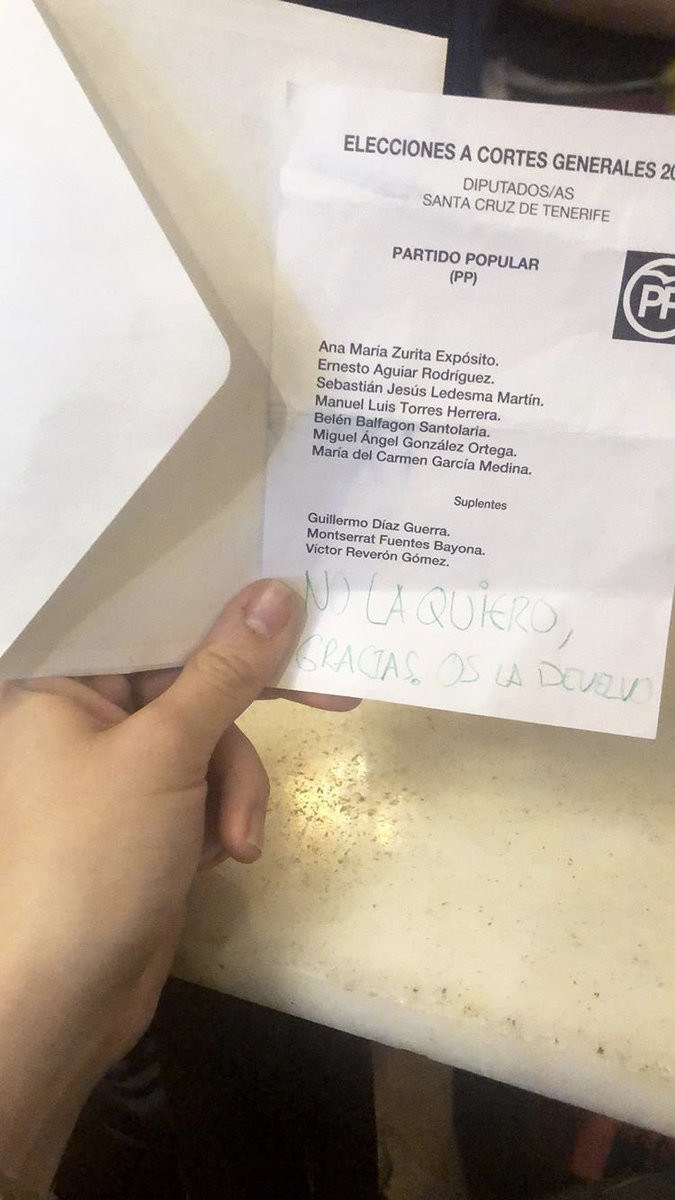 ELECCIONES A CORTES GENERALES 20
DIPUTADOS/AS
SANTA CRUZ DE TENERIFE
PARTIDO POPULAR
(PP)
PP
Ana María Zurita Expósito.
Ernesto Aguiar Rodríguez.
Sebastián Jesús Ledesma Martín.
Manuel Luis Torres Herrera.
Belén Balfagon Santolaria.
Miguel Ángel González Ortega.
María del Carmen García Medina.
Suplentes
Guillermo Díaz Guerra.
Montserrat Fuentes Bayona.
Víctor Reverón Gómez.
NO LA QUIERO,
GRACIAS. OS LA DEVELVO